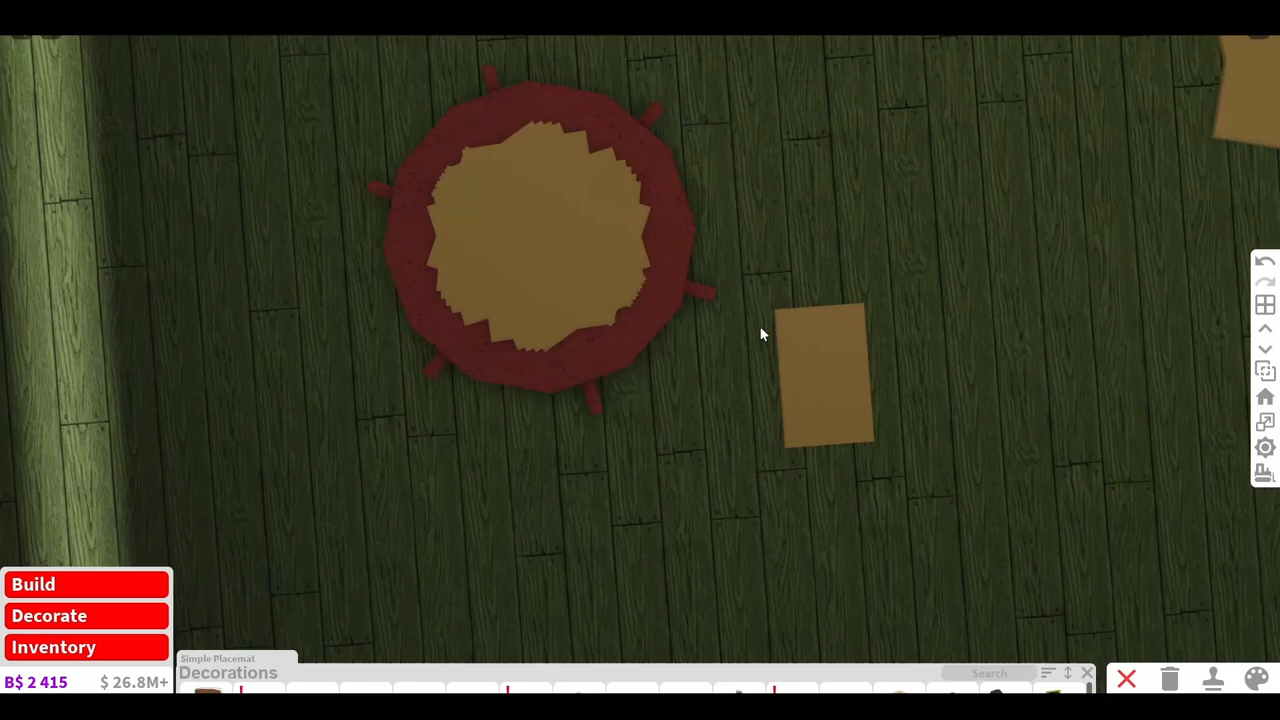 Build
Decorate
Inventory
B$ 2 415 $ 26.8M+
Simple Placemat
Decorations
Search